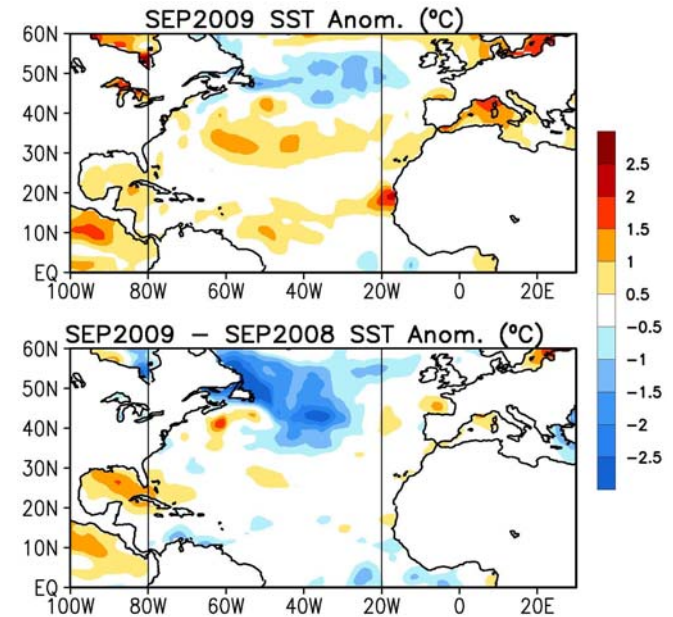 SEP2009 SST Anom. (ºC)
60N
50N
40N
30N
20N
10N
EQ
100W 80W 60W 40W 20W 0 20E
2.5
2
1.5
1
0.5
−0.5
−1
−1.5
−2
−2.5
SEP2009 − SEP2008 SST Anom. (ºC)
60N
50N
40N
30N
20N
10N
EQ
100W 80W 60W 40W 20W 0 20E